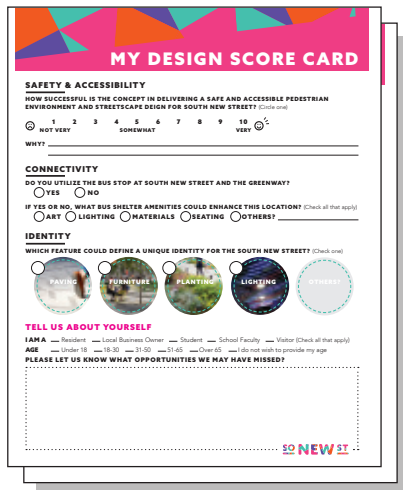 MY DESIGN SCORE CARD
SAFETY & ACCESSIBILITY
HOW SUCCESSFUL IS THE CONCEPT IN DELIVERING A SAFE AND ACCESSIBLE PEDESTRIAN
ENVIRONMENT AND STREETSCAPE DEIGN FOR SOUTH NEW STREET? (Circle one)
1 2 3 4 5 6 7 8 9 10
NOT VERY SOMEWHAT VERY
WHY?
CONNECTIVITY
DO YOU UTILIZE THE BUS STOP AT SOUTH NEW STREET AND THE GREENWAY?
YES NO
IF YES OR NO, WHAT BUS SHELTER AMENITIES COULD ENHANCE THIS LOCATION? (Check all that apply)
ART LIGHTING MATERIALS SEATING OTHERS?
IDENTITY
WHICH FEATURE COULD DEFINE A UNIQUE IDENTITY FOR THE SOUTH NEW STREET? (Check one)
PAVING FURNITURE PLANTING LIGHTING OTHERS?
TELL US ABOUT YOURSELF
I AM Resident Local Business Owner Student School Faculty Visitor (Check all that apply)
AGE Under 18 18-30 31-50 51-65 Over 65 I do not wish to provide my age
PLEASE LET US KNOW WHAT OPPORTUNITIES WE MAY HAVE MISSED?
SO NEW ST